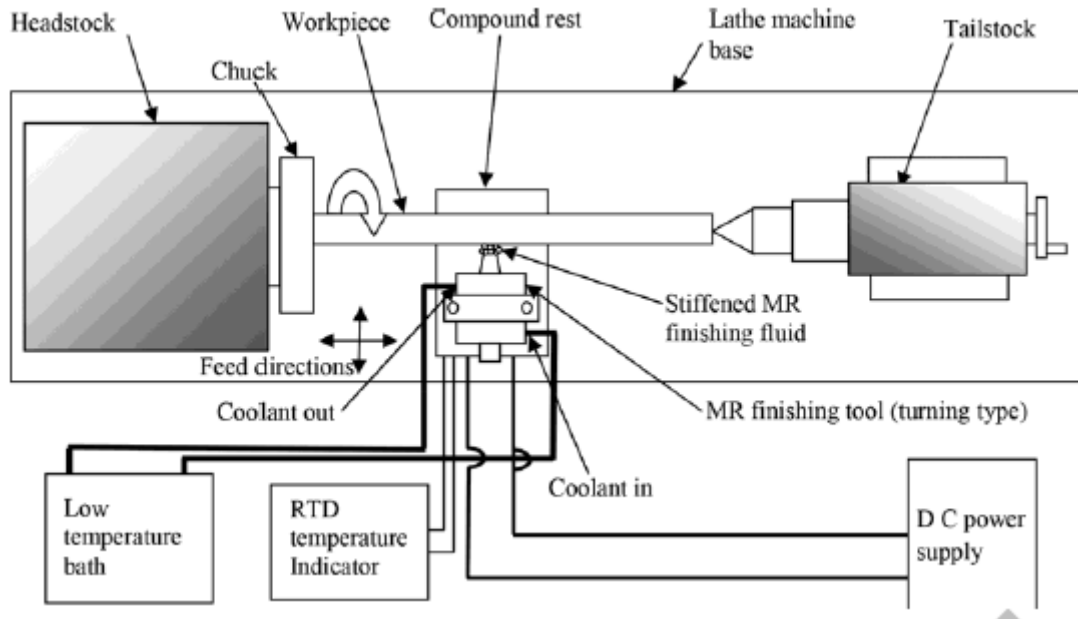 Headstock
Workpiece
Compound rest
Lathe machine
base
Tailstock
Chuck
Stiffened MR
finishing fluid
Feed directions
Coolant out
MR finishing tool (turning type)
Coolant in
Low
temperature
bath
RTD
temperature
Indicator
D C power
supply